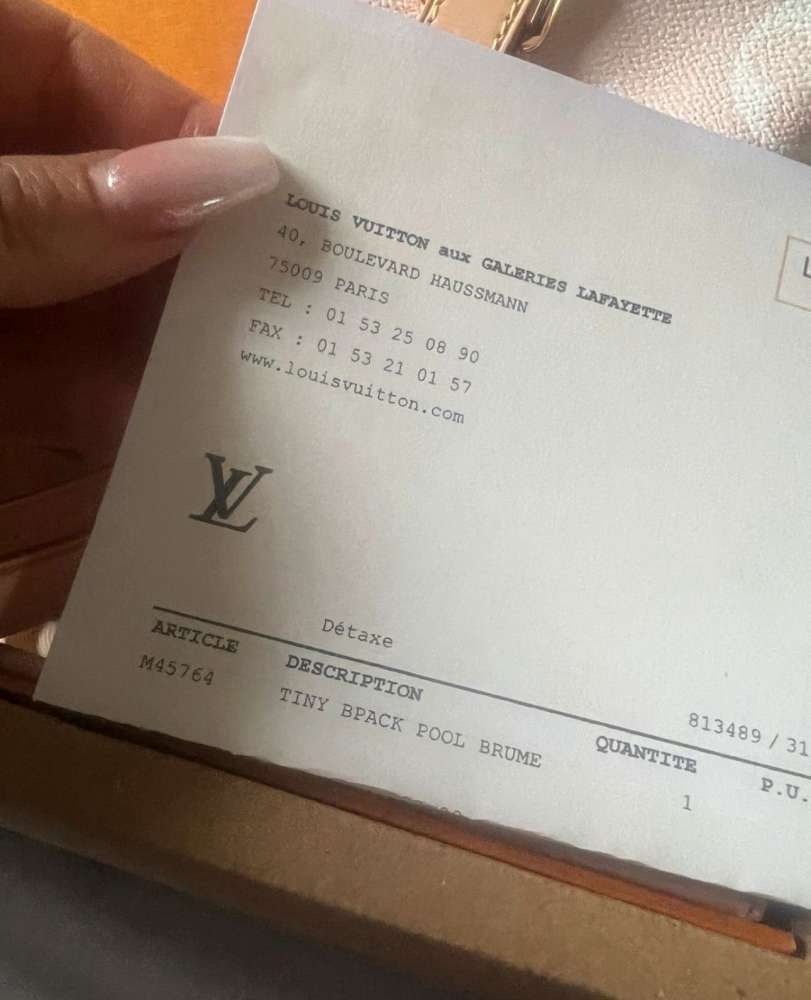 LOUIS VUITTON aux GALERIES LAFAYETTE
40, BOULEVARD HAUSSMANN
75009 PARIS
TEL : 01 53 25 08 90
FAX : 01 53 21 01 57
www.louisvuitton.com
L
LV
Détaxe
813489 / 31
ARTICLE DESCRIPTION QUANTITE P.U.
M45764 TINY BPACK POOL BRUME 1